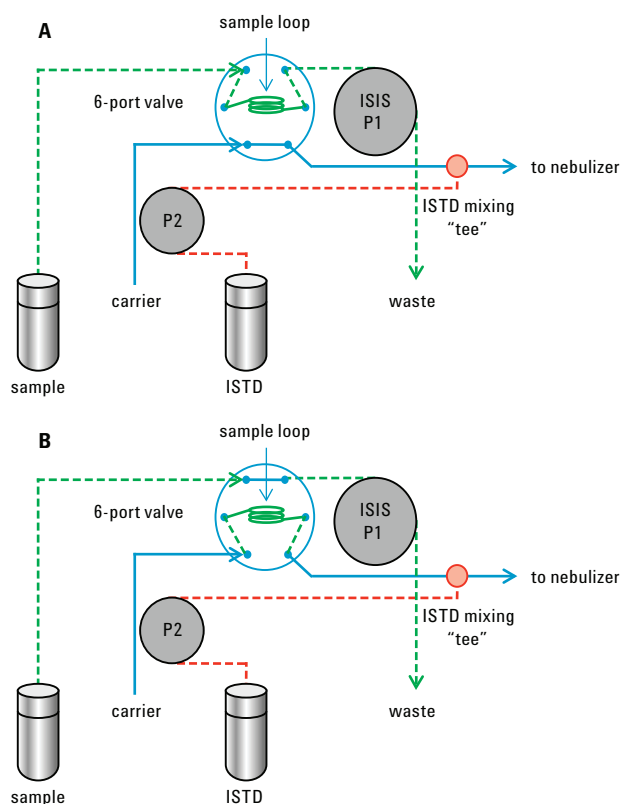 A
sample loop
6-port valve
ISIS
P1
to nebulizer
ISTD mixing
“tee”
P2
carrier
waste
sample
ISTD
B
sample loop
6-port valve
ISIS
P1
to nebulizer
ISTD mixing
“tee”
P2
carrier
waste
sample
ISTD